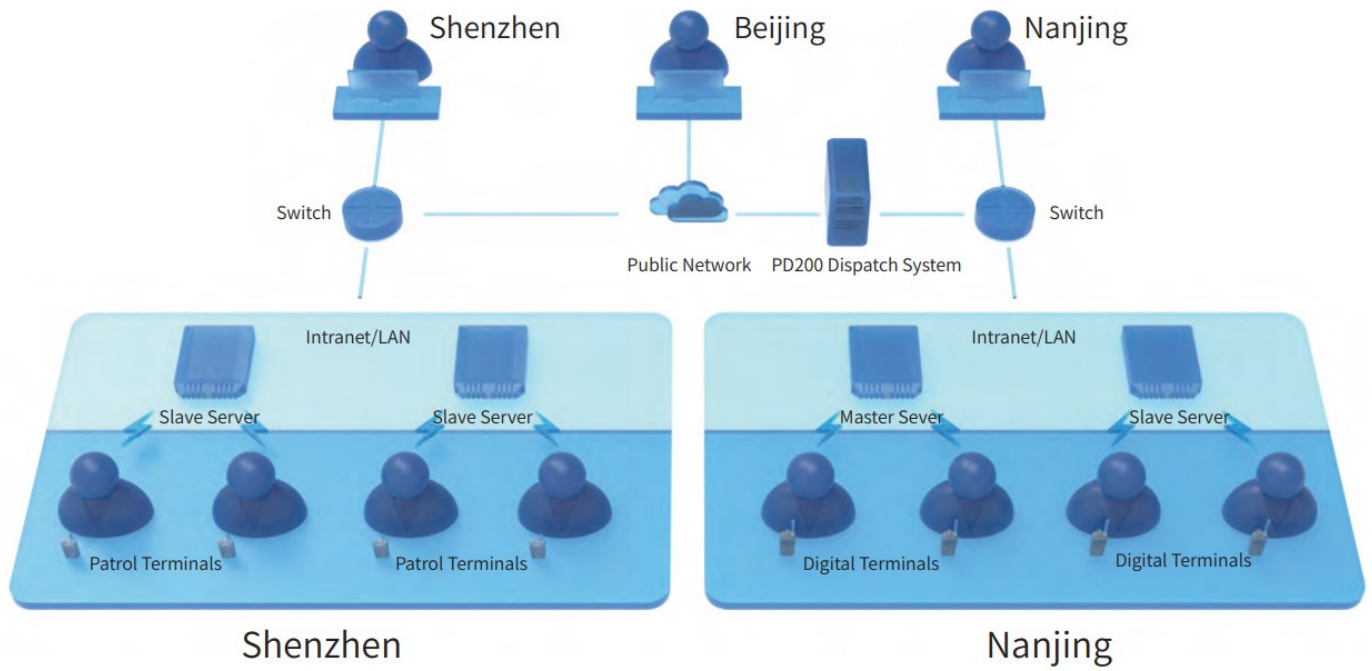 Shenzhen
Beijing
Nanjing
Switch
Switch
Public Network
PD200 Dispatch System
Intranet/LAN
Intranet/LAN
Slave Server
Slave Server
Master Sever
Slave Server
Patrol Terminals
Patrol Terminals
Digital Terminals
Digital Terminals
Shenzhen
Nanjing